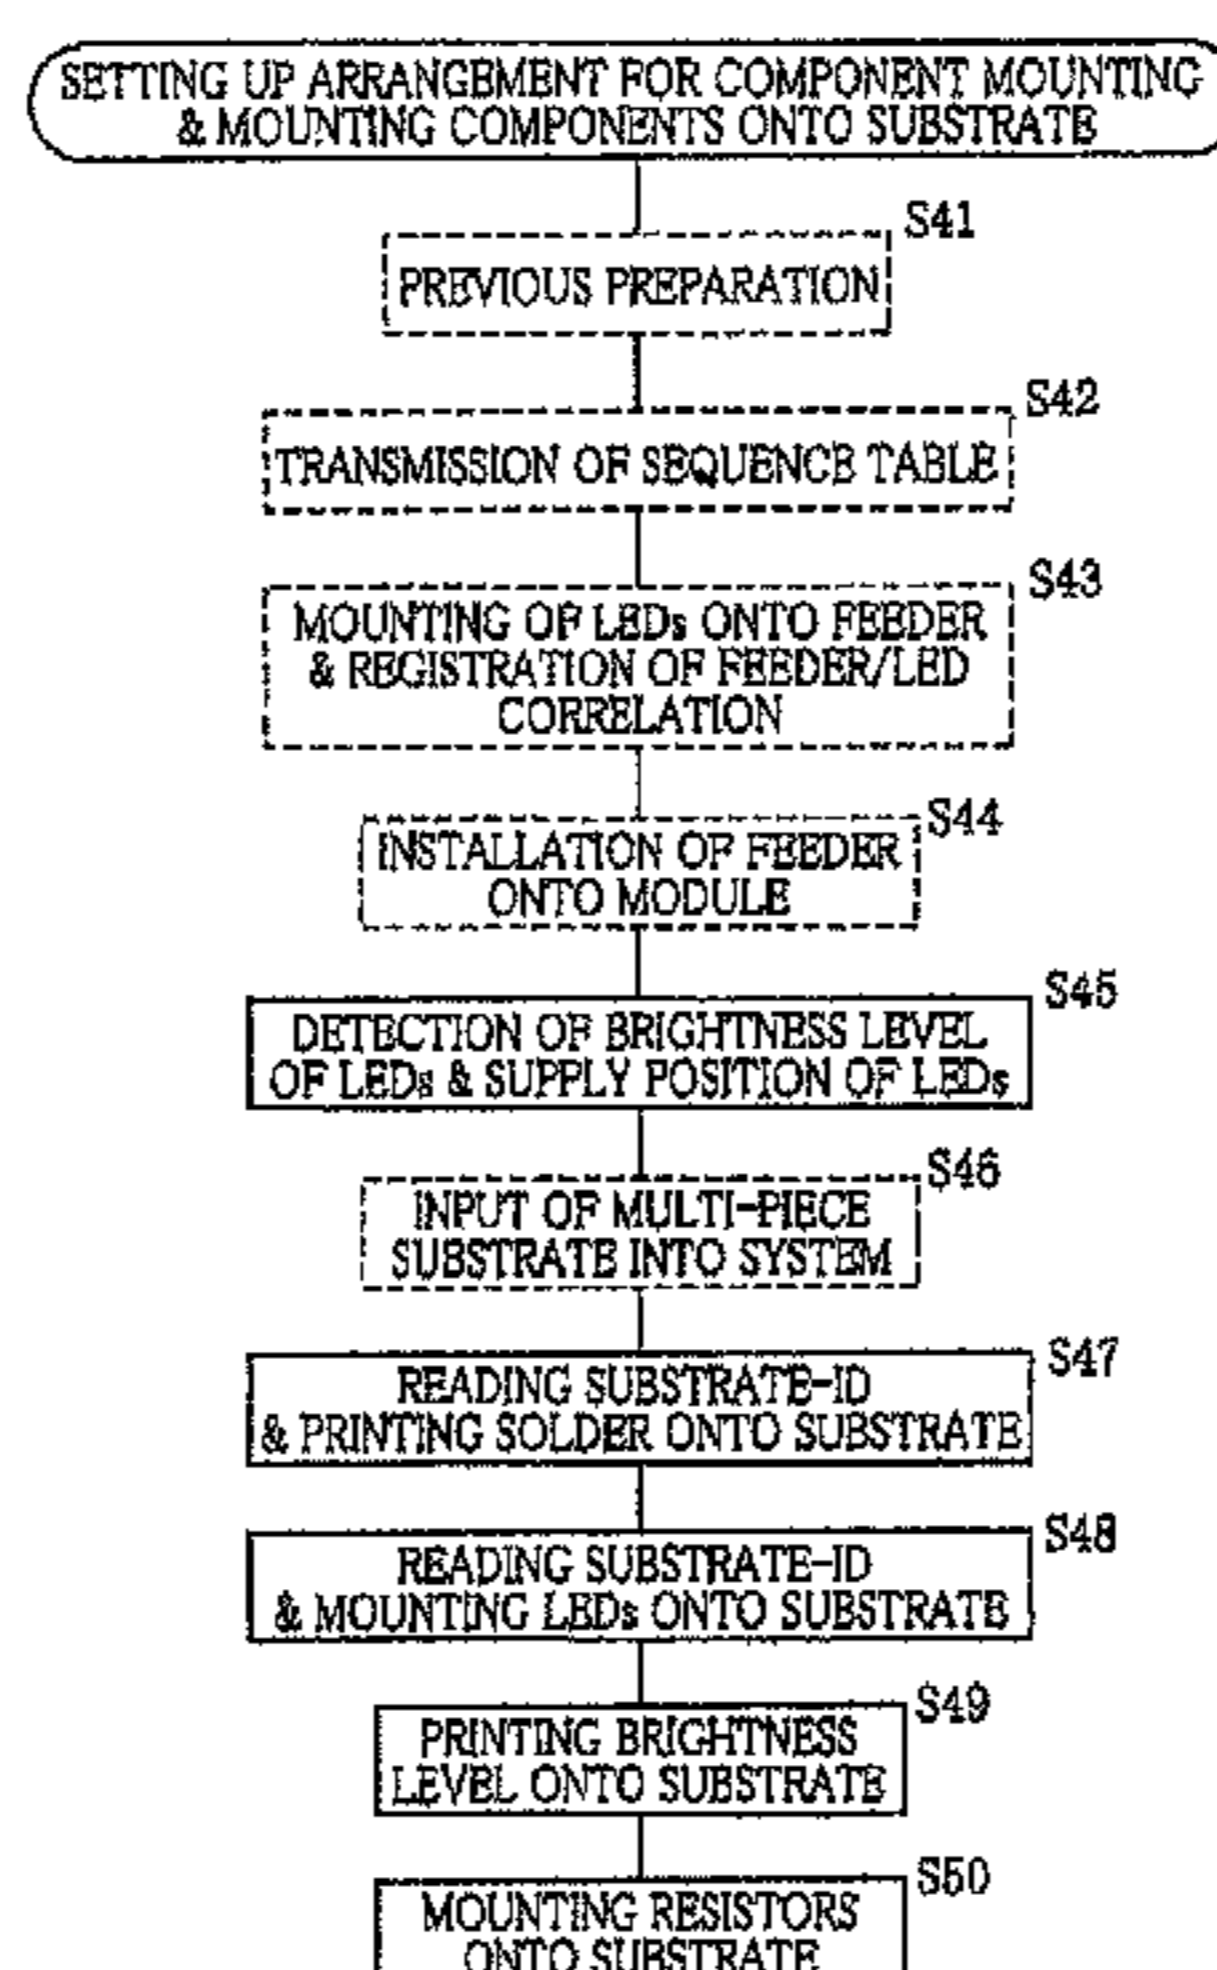 SETTING UP ARRANGEMENT FOR COMPONENT MOUNTING
& MOUNTING COMPONENTS ONTO SUBSTRATE
S41
PREVIOUS PREPARATION
S42
TRANSMISSION OF SEQUENCE TABLE
S43
MOUNTING OF LEDs ONTO FEEDER
& REGISTRATION OF FEEDER/LED
CORRELATION
S44
INSTALLATION OF FEEDER
ONTO MODULE
S45
DETECTION OF BRIGHTNESS LEVEL
OF LEDs & SUPPLY POSITION OF LEDs
S46
INPUT OF MULTI-PIECE
SUBSTRATE INTO SYSTEM
S47
READING SUBSTRATE-ID
& PRINTING SOLDER ONTO SUBSTRATE
S48
READING SUBSTRATE-ID
& MOUNTING LEDs ONTO SUBSTRATE
S49
PRINTING BRIGHTNESS
LEVEL ONTO SUBSTRATE
S50
MOUNTING RESISTORS
ONTO SUBSTRATE